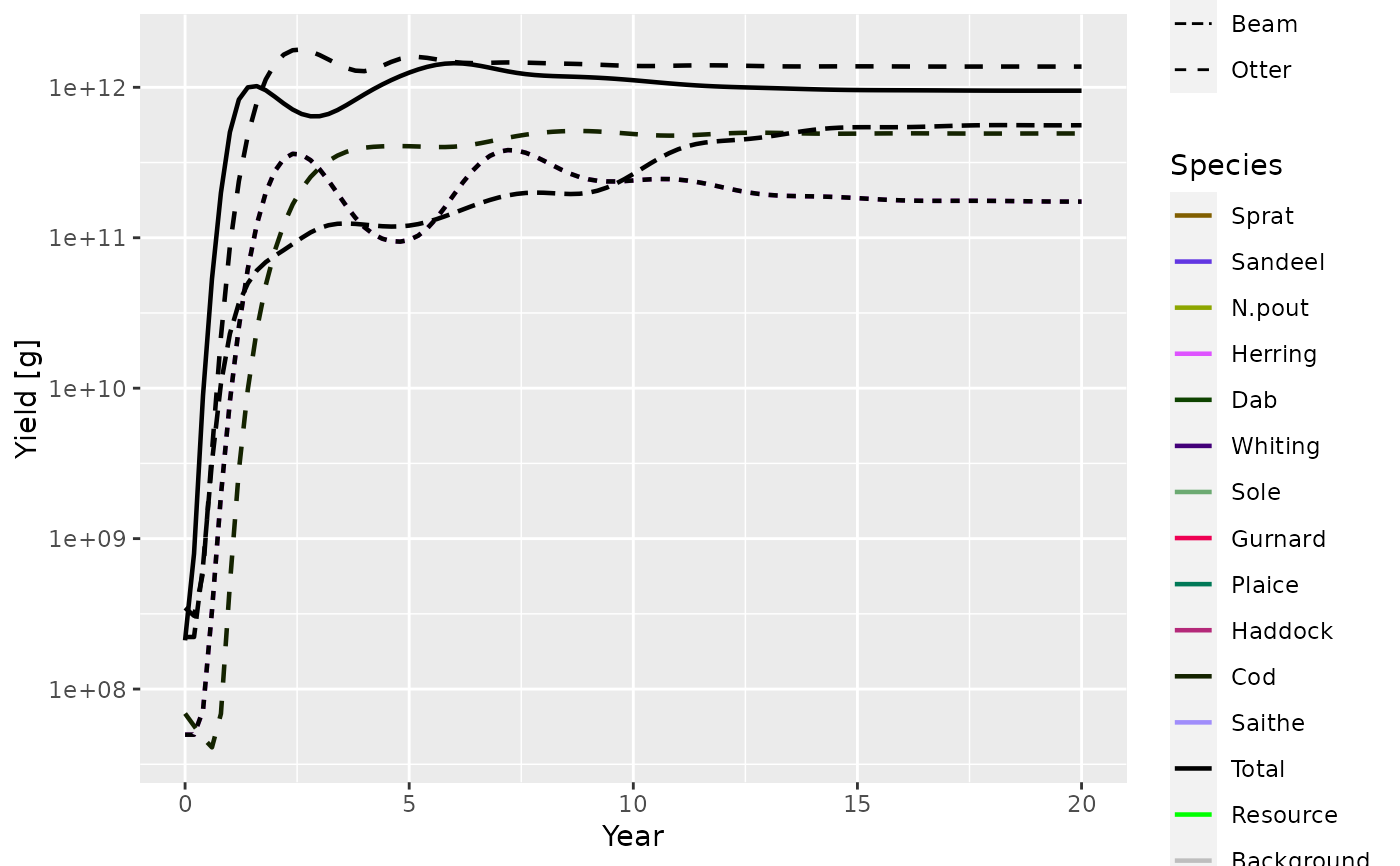 Beam
Otter
Species
Sprat
Sandeel
N.pout
Herring
Dab
Whiting
Sole
Gurnard
Plaice
Haddock
Cod
Saithe
Total
Resource
Background
Yield [g]
1e+12
1e+11
1e+10
1e+09
1e+08
0 5 10 15 20
Year